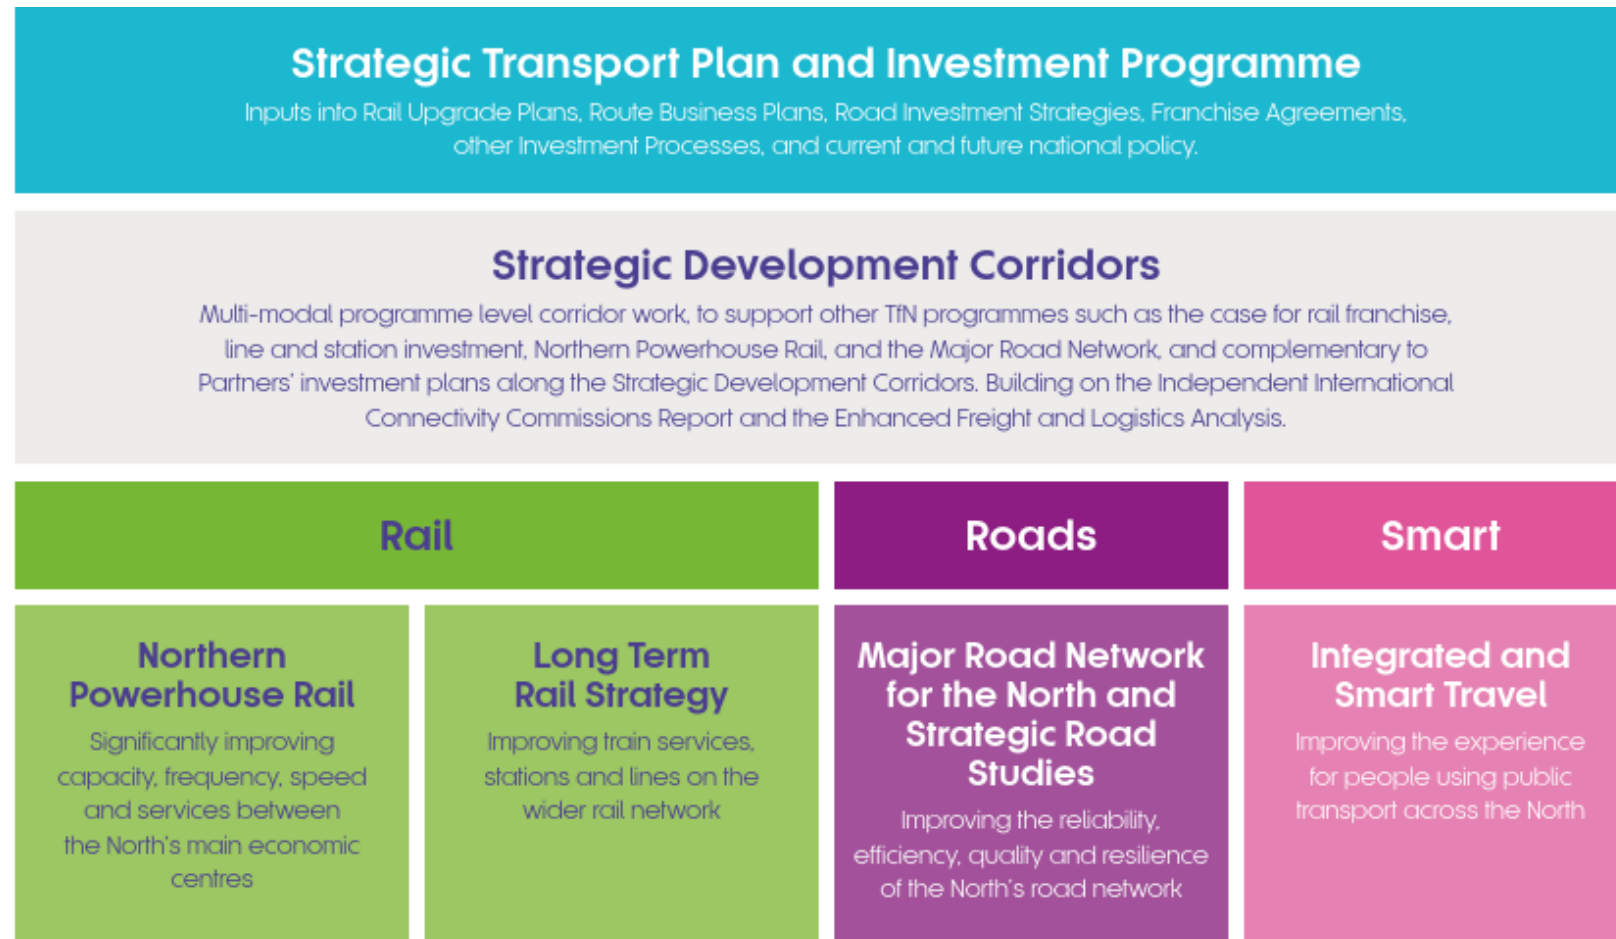 Strategic Transport Plan and Investment Programme
Inputs into Rail Upgrade Plans, Route Business Plans, Road Investment Strategies, Franchise Agreements,
other Investment Processes, and current and future national policy.
Strategic Development Corridors
Multi-modal programme level corridor work, to support other TfN programmes such as the case for rail franchise,
line and station investment, Northern Powerhouse Rail, and the Major Road Network, and complementary to
Partners' investment plans along the Strategic Development Corridors. Building on the Independent International
Connectivity Commissions Report and the Enhanced Freight and Logistics Analysis.
Rail
Roads
Smart
Northern
Powerhouse Rail
Significantly improving
capacity, frequency, speed
and services between
the North's main economic
centres
Long Term
Rail Strategy
Improving train services,
stations and lines on the
wider rail network
Major Road Network
for the North and
Strategic Road
Studies
Improving the reliability,
efficiency, quality and resilience
of the North's road network
Integrated and
Smart Travel
Improving the experience
for people using public
transport across the North